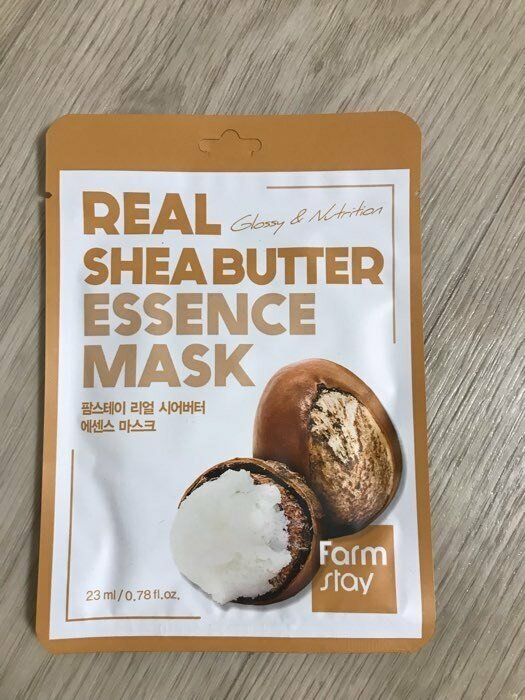 REAL
Glossy & Nutrition
SHEA BUTTER
ESSENCE
MASK
팜스테이 리얼 시어버터
에센스 마스크
Farm
stay
23 ml / 0.78 fl.oz.